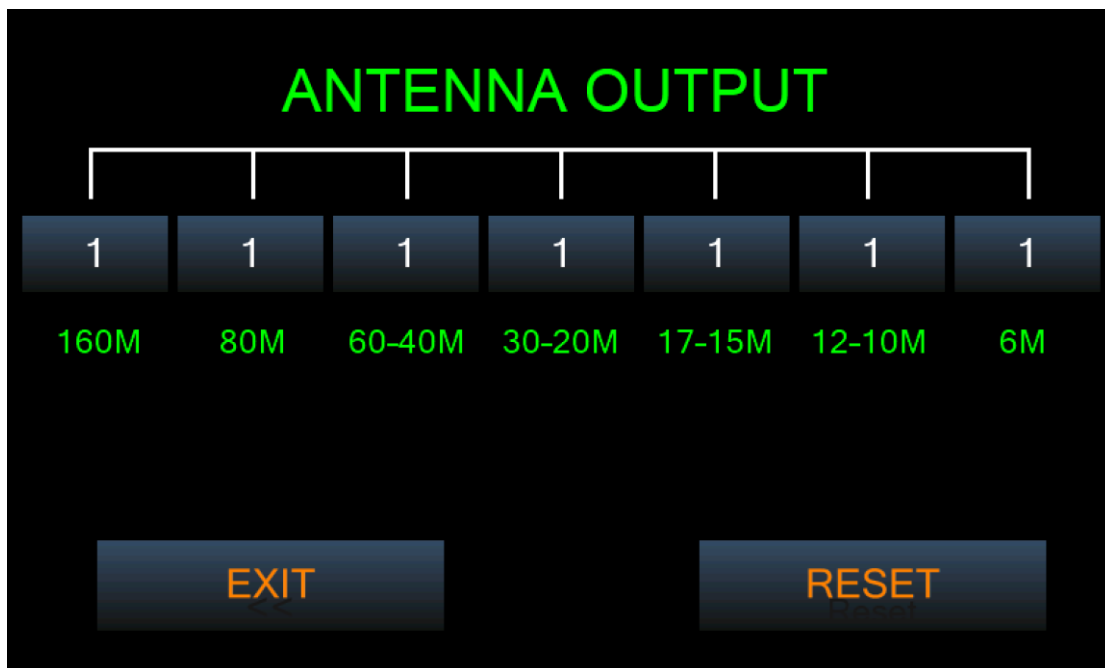 ANTENNA OUTPUT
1 1 1 1 1 1 1
160M 80M 60-40M 30-20M 17-15M 12-10M 6M
EXIT RESET
<< Reset